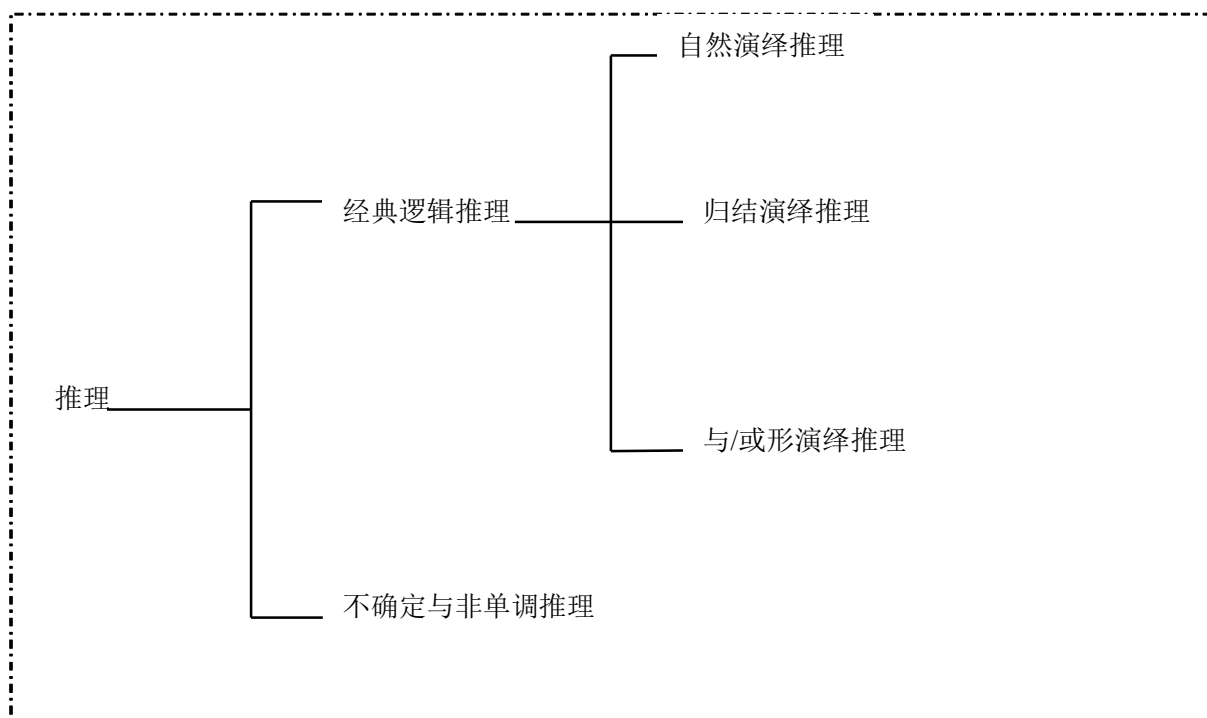 自然演绎推理
经典逻辑推理
归结演绎推理
推理
与/或形演绎推理
不确定与非单调推理